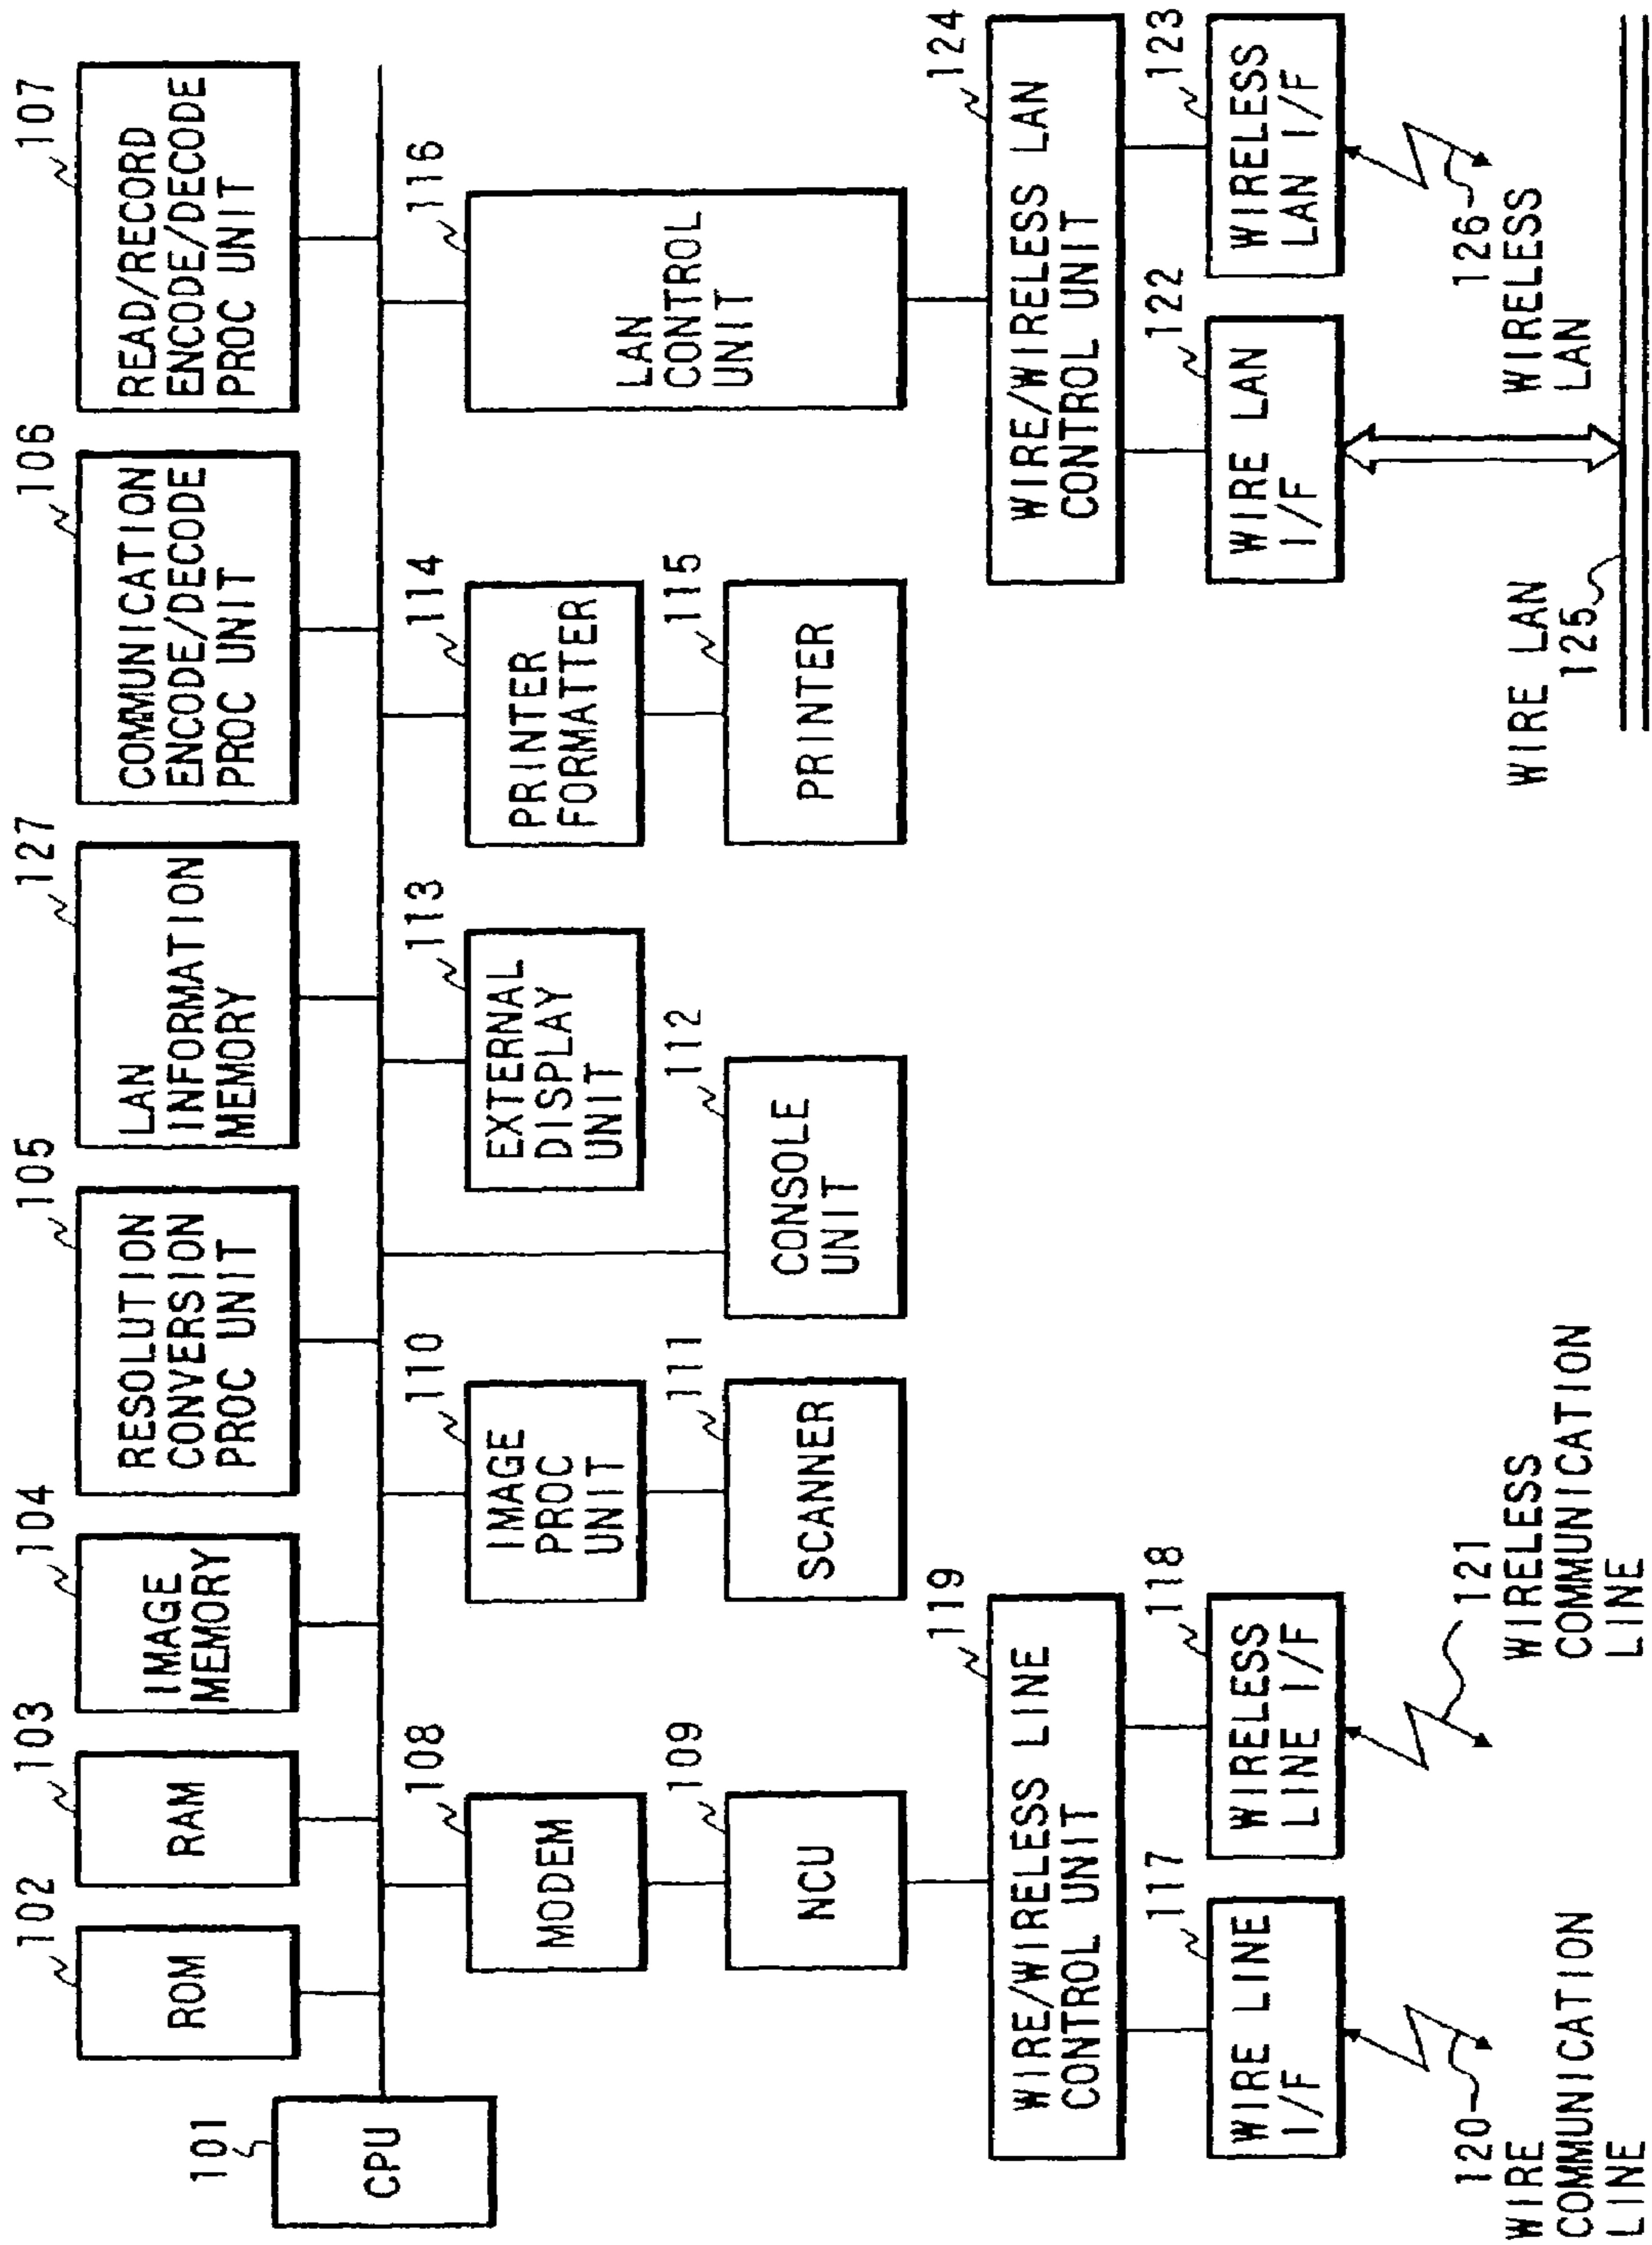 101
CPU
102
ROM
103
RAM
104
IMAGE
MEMORY
105
RESOLUTION
CONVERSION
PROC UNIT
127
LAN
INFORMATION
MEMORY
106
COMMUNICATION
ENCODE/DECODE
PROC UNIT
107
READ/RECORD
ENCODE/DECODE
PROC UNIT
108
MODEM
109
NCU
110
IMAGE
PROC
UNIT
111
SCANNER
112
CONSOLE
UNIT
113
EXTERNAL
DISPLAY
UNIT
114
PRINTER
FORMATTER
115
PRINTER
116
LAN
CONTROL
UNIT
119
WIRE/WIRELESS LINE
CONTROL UNIT
117
WIRE LINE
I/F
118
WIRELESS
LINE I/F
120
WIRE
COMMUNICATION
LINE
121
WIRELESS
COMMUNICATION
LINE
124
WIRE/WIRELESS LAN
CONTROL UNIT
122
WIRE LAN
I/F
123
WIRELESS
LAN I/F
WIRE LAN
125
126
WIRELESS
LAN